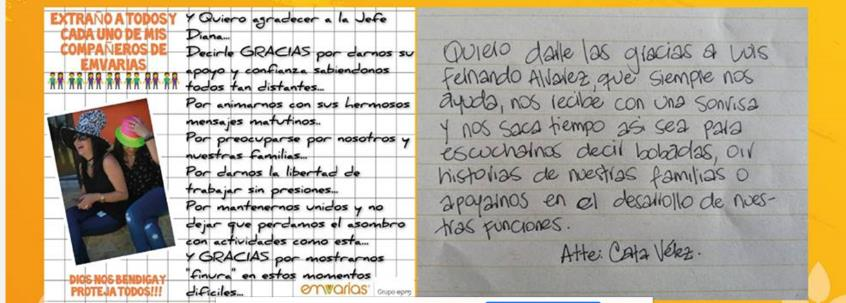 EXTRAÑO A TODOS Y
CADA UNO DE MIS
COMPAÑEROS DE
EMVARIAS
DIOS NOS BENDIGA Y
PROTEJA TODOS!!!
Y Quiero agradecer a la Jefe
Diana...
Decirle GRACIAS por darnos su
apoyo y confianza sabiendonos
todos tan distantes...
Por animarnos con sus hermosos
mensajes matutinos..
Por preocuparse por nosotros y
nuestras familias...
Por darnos la libertad de
trabajar sin presiones...
Por mantenernos unidos y no
dejar que perdamos el asombro
con actividades como esta...
Y GRACIAS por mostrarnos
"finura" en estos momentos
dificiles...
emvarias
Grupo·epm
Quiero darle las gracias a Luis
Fernando Alvarez, que siempre nos
ayuda, nos recibe con una sonrisa
y nos saca tiempo asi sea para
escucharnos decir bobadas, oir
historias de nuestras familias o
apoyarnos en el desarrollo de nues-
tras funciones.
Atte: Cata Vélez.